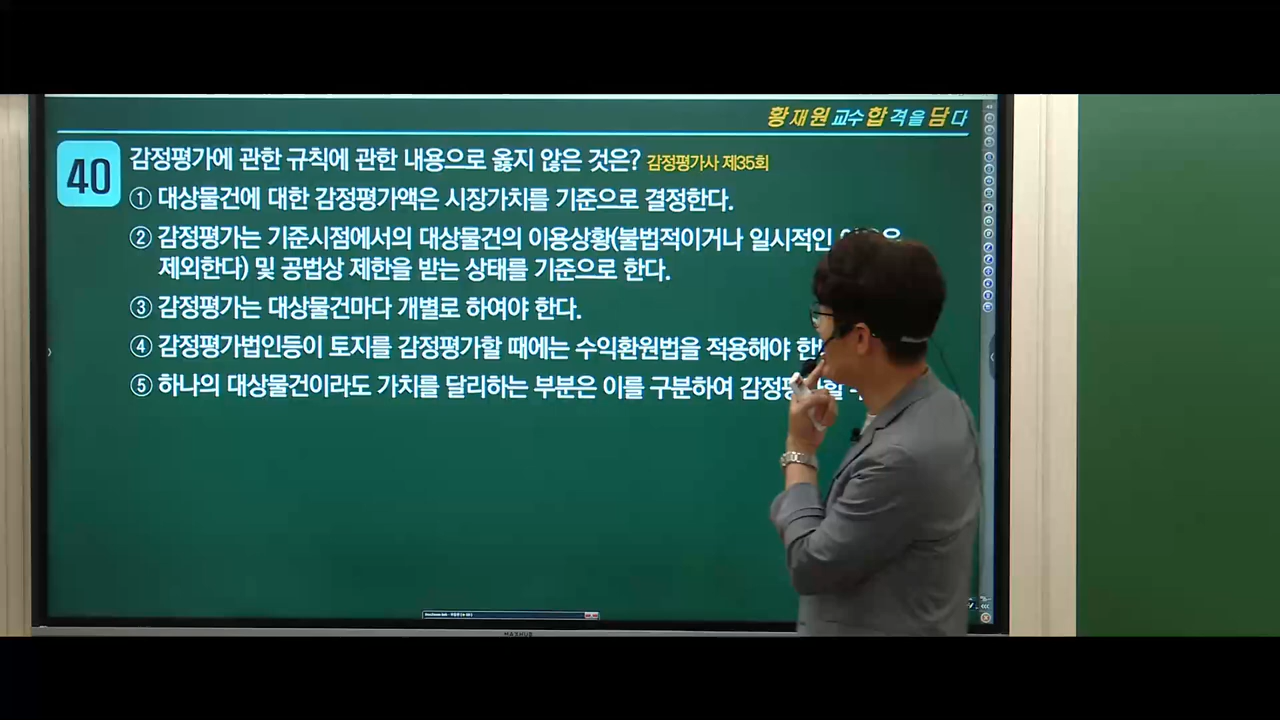 황재원교수합격을담다
40
감정평가에 관한 규칙에 관한 내용으로 옳지 않은 것은? 감정평가사 제35회
① 대상물건에 대한 감정평가액은 시장가치를 기준으로 결정한다.
② 감정평가는 기준시점에서의 대상물건의 이용상황(불법적이거나 일시적인
제외한다) 및 공법상 제한을 받는 상태를 기준으로 한다.
③ 감정평가는 대상물건마다 개별로 하여야 한다.
④ 감정평가법인등이 토지를 감정평가할 때에는 수익환원법을 적용해야
⑤ 하나의 대상물건이라도 가치를 달리하는 부분은 이를 구분하여